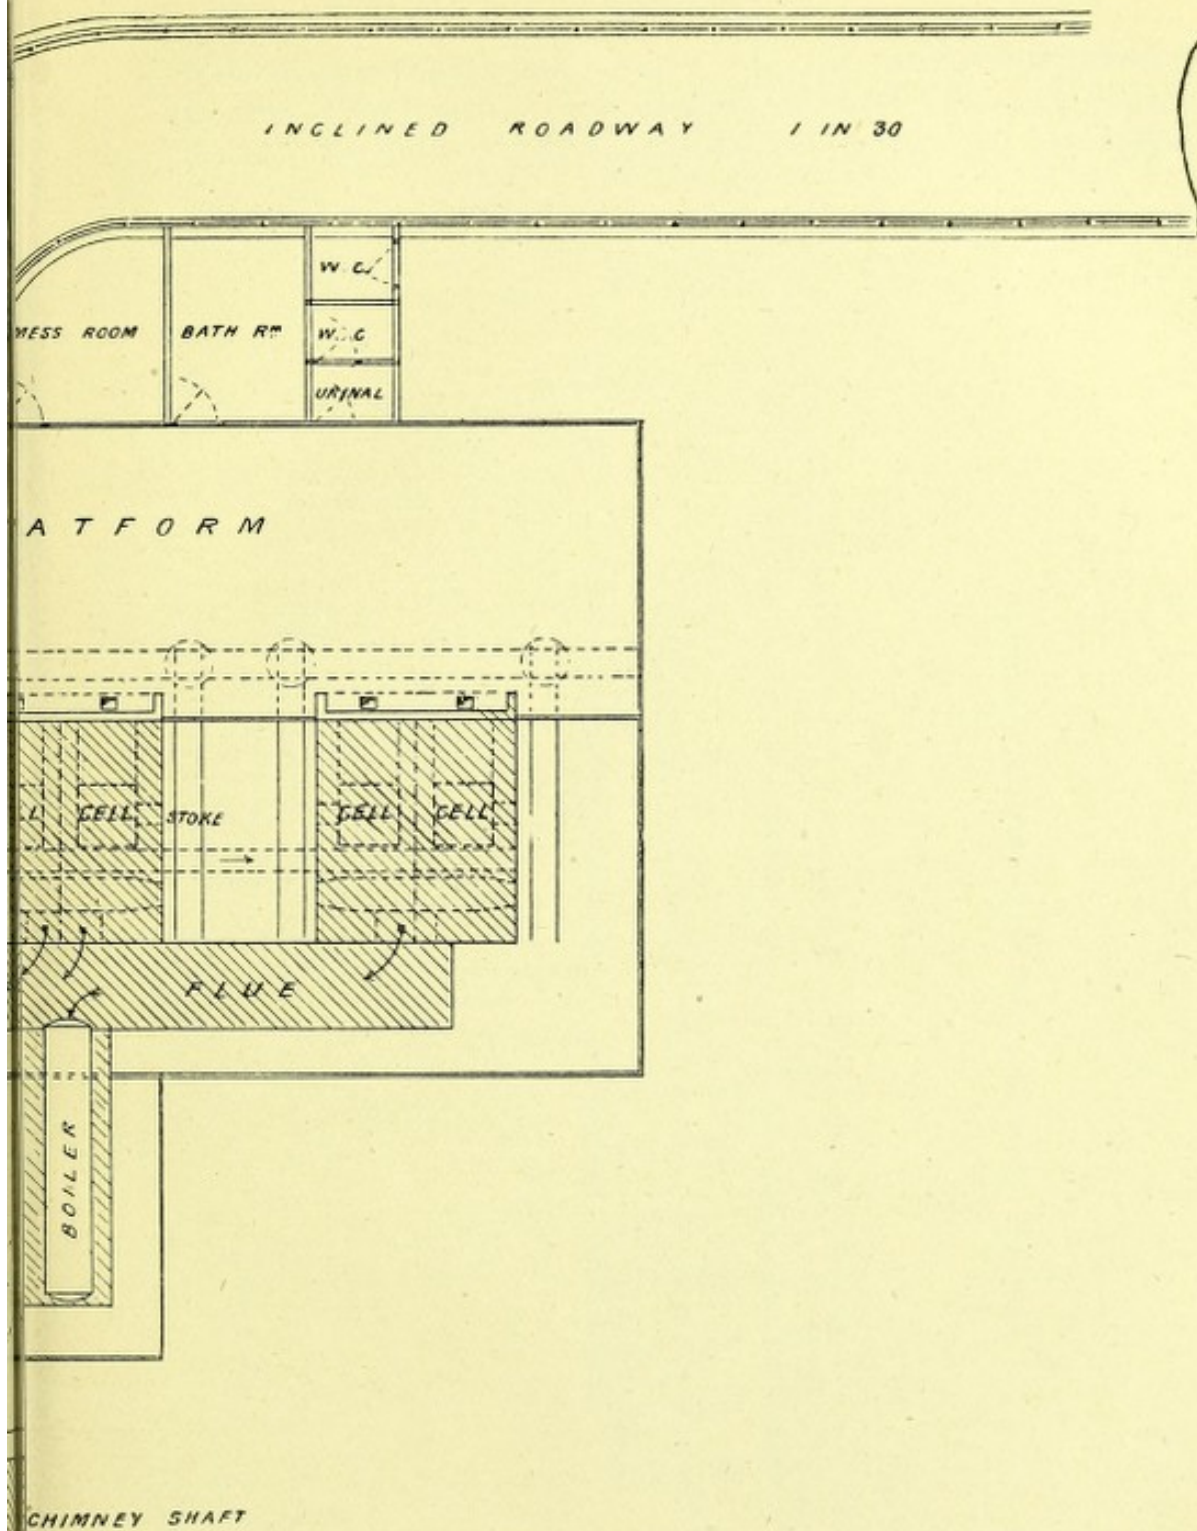 INCLINED ROADWAY 1 IN 30
W.C.
MESS ROOM BATH RM W.C
URINAL
ATFORM
L CELL STOKE CELL CELL
FLUE
BOILER
CHIMNEY SHAFT